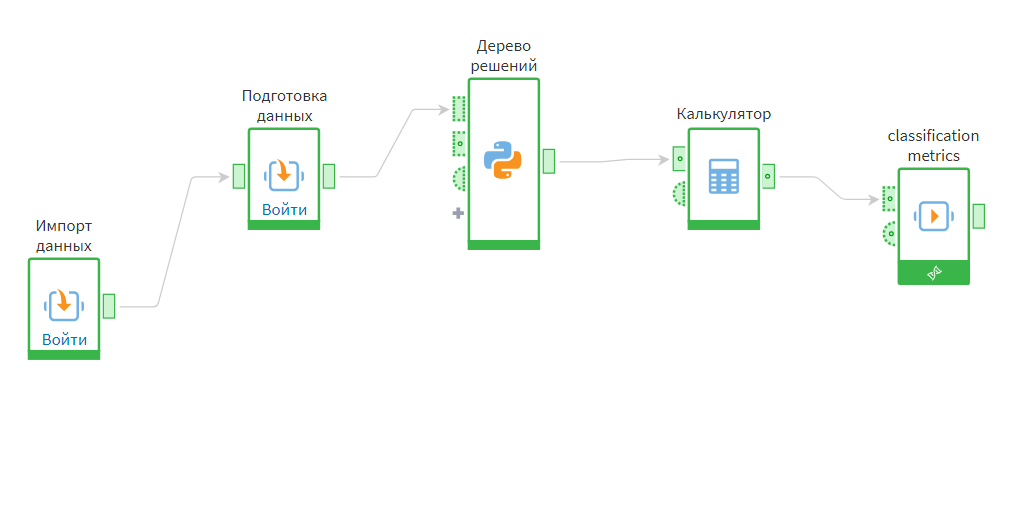 Импорт
данных
Войти
Подготовка
данных
Войти
Дерево
решений
Калькулятор
classification
metrics